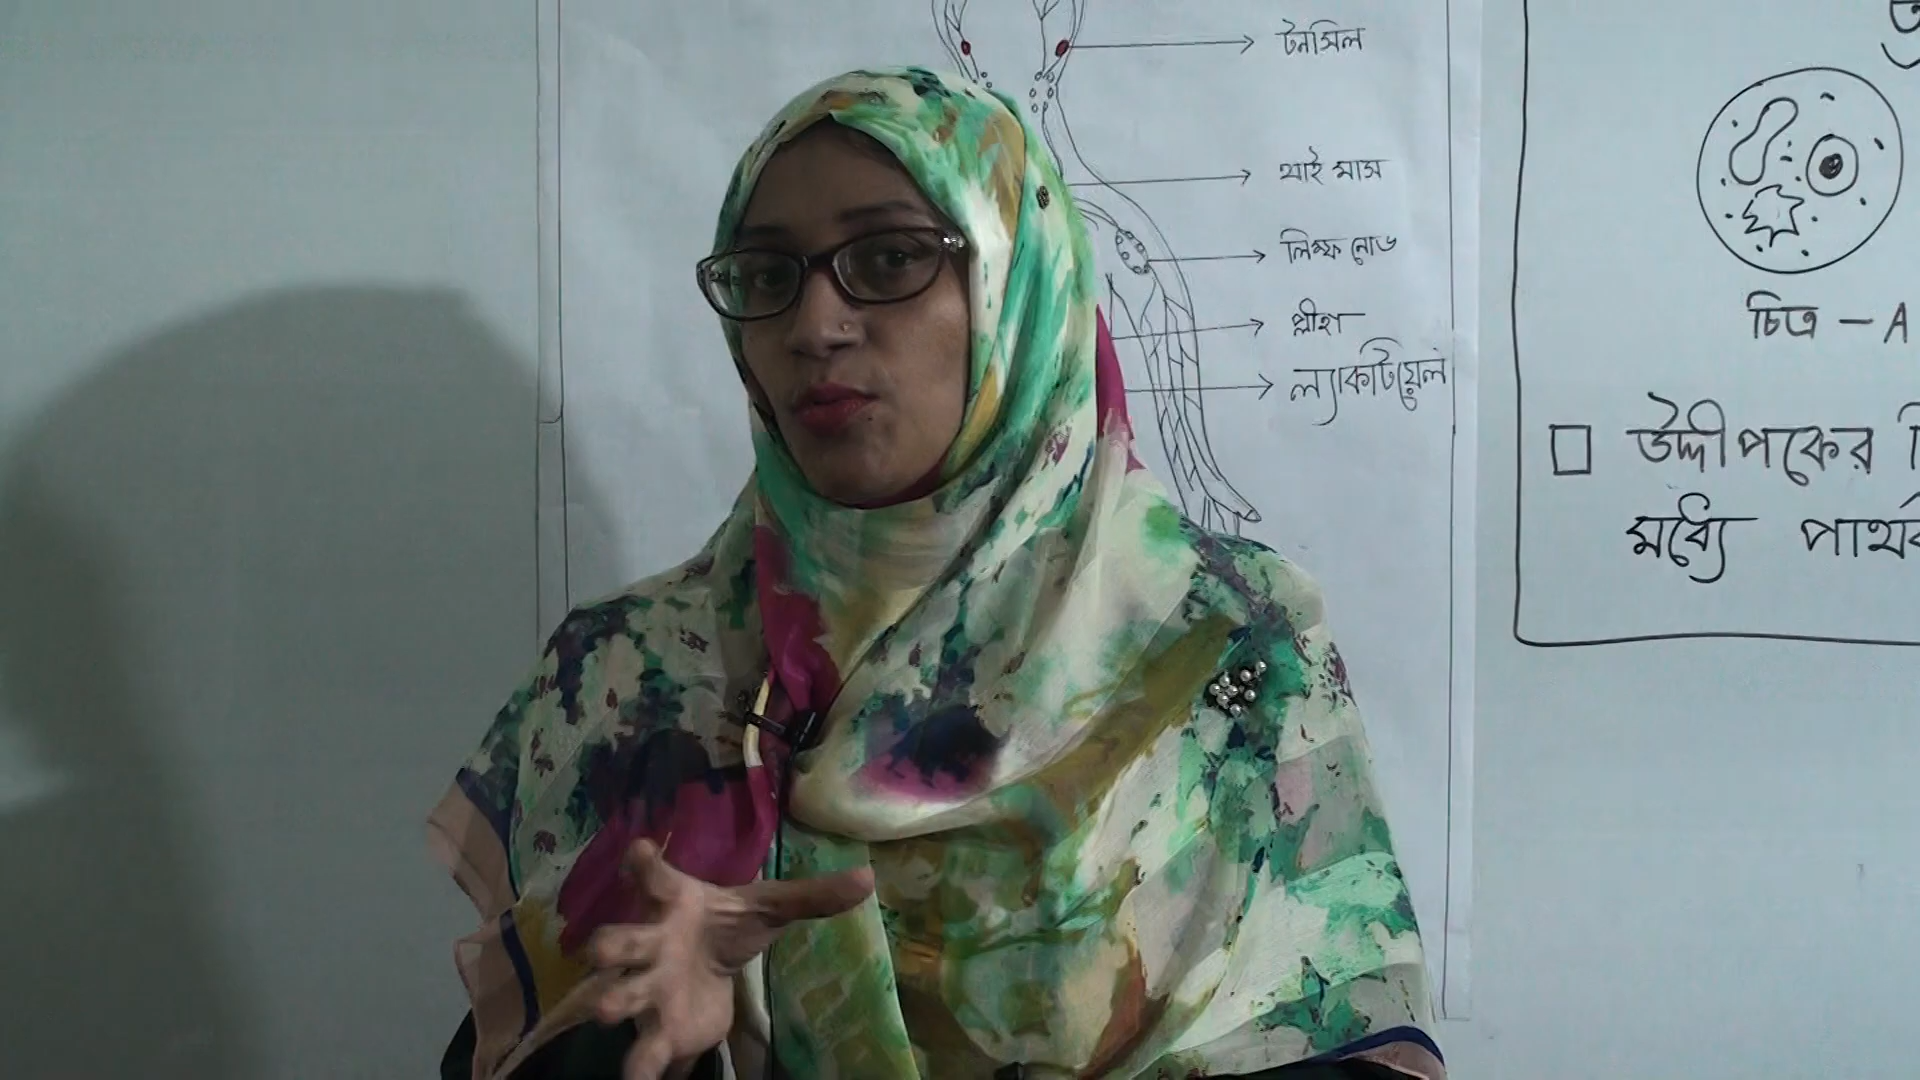 টনসিল
থাইমাস
লিম্ফ নোড
প্লীহা
ল্যাকটিয়েল
চিত্র - A
□ উদ্দীপকের
মধ্যে